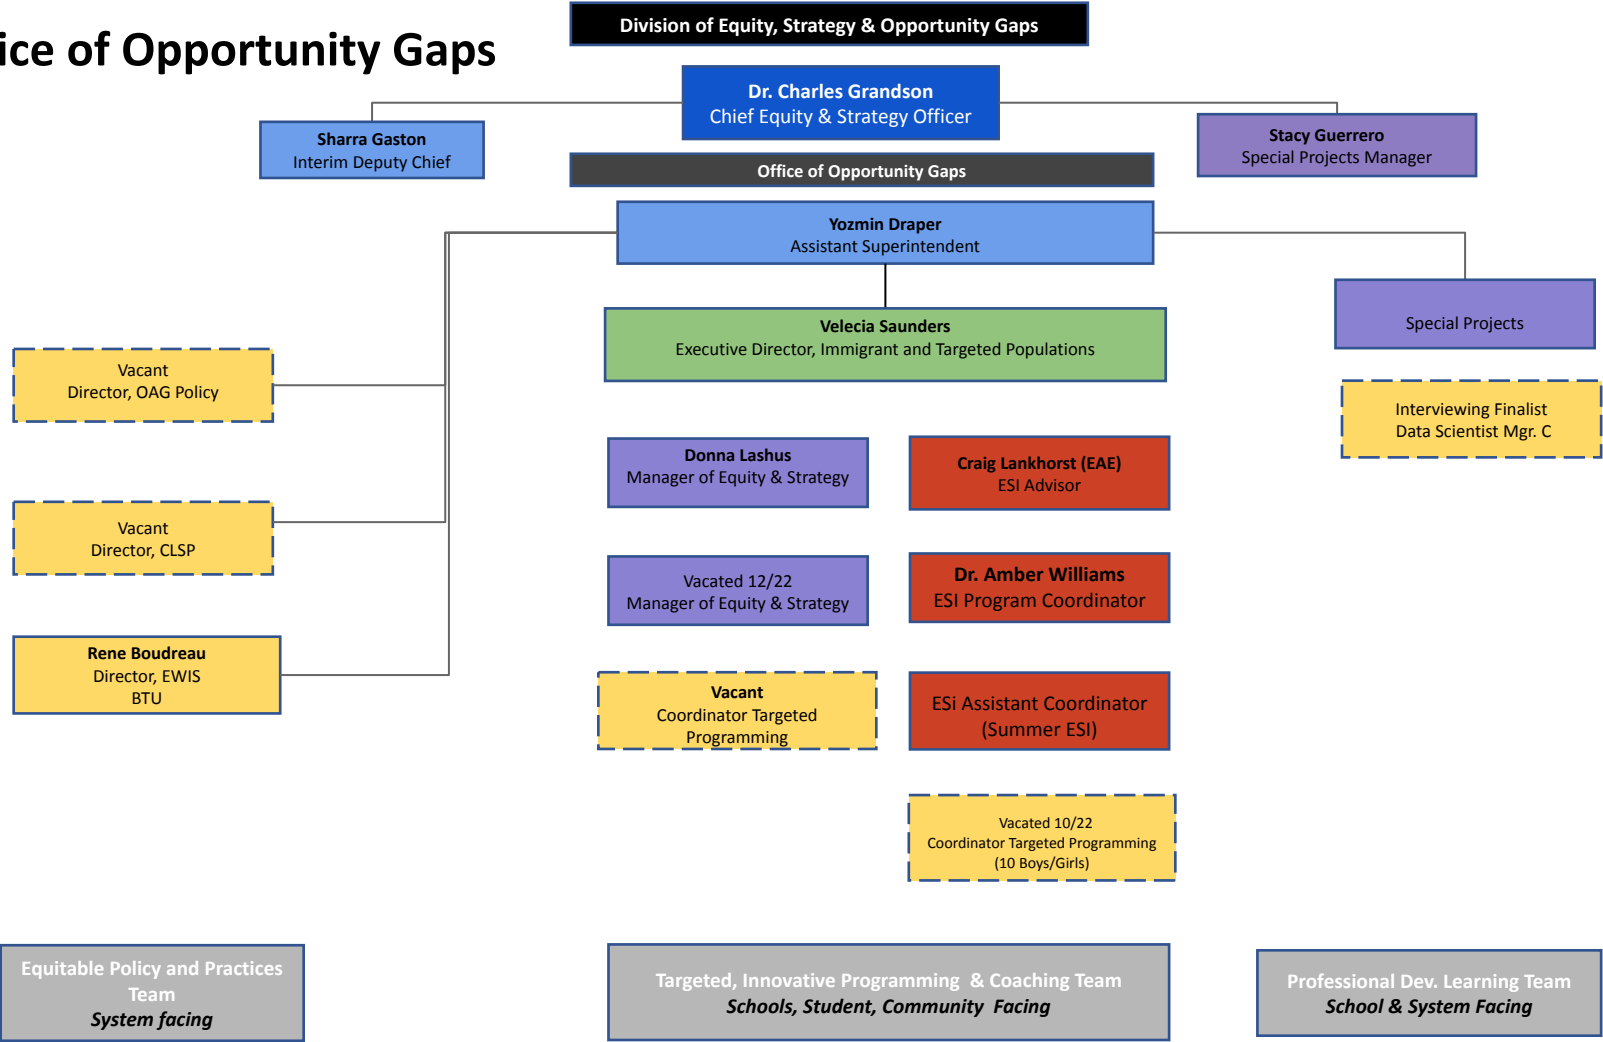 Division of Equity, Strategy & Opportunity Gaps
ice of Opportunity Gaps
Dr. Charles Grandson
Chief Equity & Strategy Officer
Sharra Gaston
Interim Deputy Chief
Stacy Guerrero
Special Projects Manager
Office of Opportunity Gaps
Yozmin Draper
Assistant Superintendent
Velecia Saunders
Executive Director, Immigrant and Targeted Populations
Special Projects
Vacant
Director, OAG Policy
Interviewing Finalist
Data Scientist Mgr. C
Donna Lashus
Manager of Equity & Strategy
Craig Lankhorst (EAE)
ESI Advisor
Vacant
Director, CLSP
Vacated 12/22
Manager of Equity & Strategy
Dr. Amber Williams
ESI Program Coordinator
Rene Boudreau
Director, EWIS
BTU
Vacant
Coordinator Targeted
Programming
ESi Assistant Coordinator
(Summer ESI)
Vacated 10/22
Coordinator Targeted Programming
(10 Boys/Girls)
Equitable Policy and Practices
Team
System facing
Targeted, Innovative Programming  & Coaching Team
Schools, Student, Community  Facing
Professional Dev. Learning Team
School & System Facing